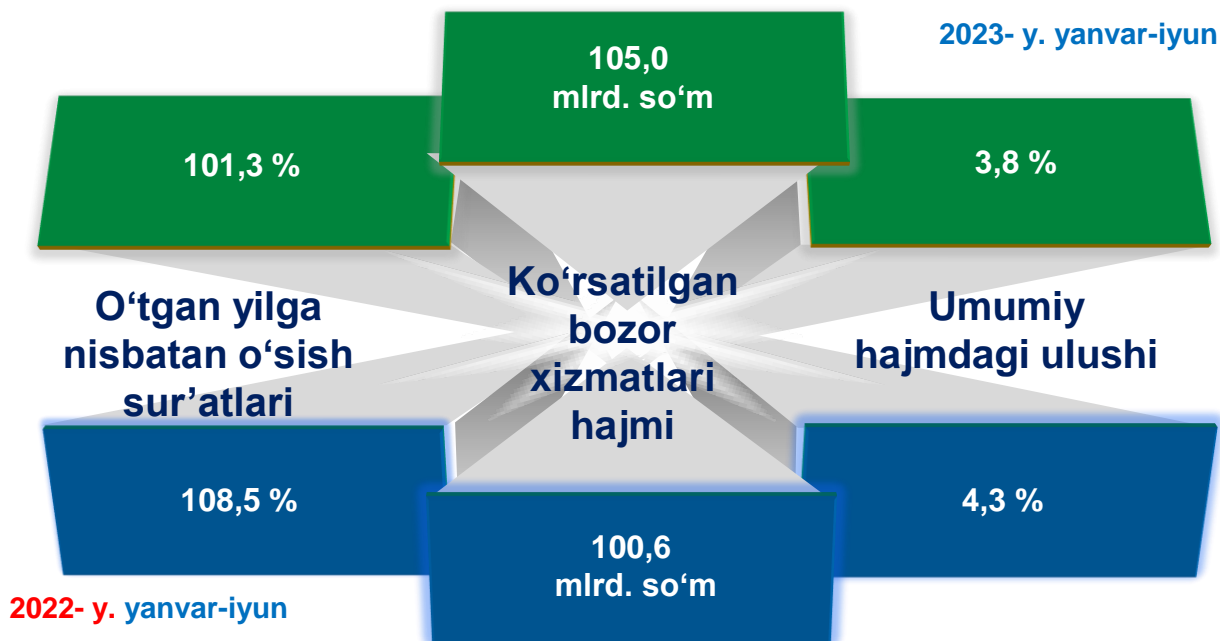 2023- y. yanvar-iyun
105,0
mlrd. so‘m
101,3 %
3,8 %
O‘tgan yilga
nisbatan o‘sish
sur’atlari
Ko‘rsatilgan
bozor
xizmatlari
hajmi
Umumiy
hajmdagi ulushi
108,5 %
100,6
mlrd. so‘m
4,3 %
2022- y. yanvar-iyun